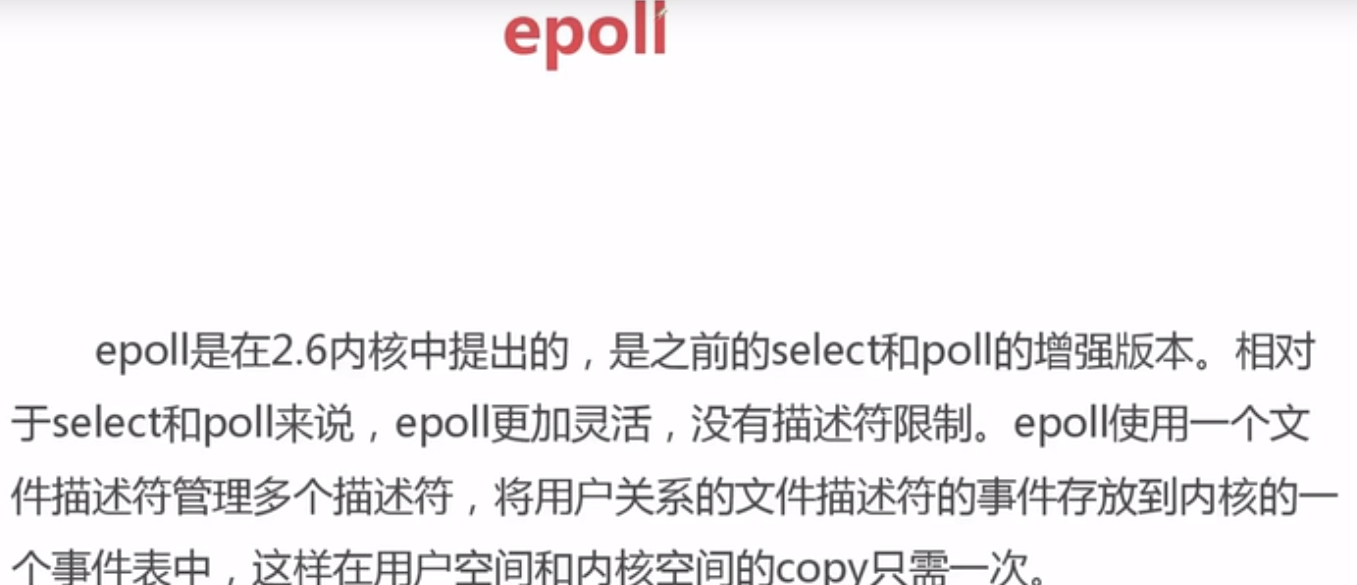 epoll
epoll是在2.6内核中提出的，是之前的select和poll的增强版本。相对
于select和poll来说，epoll更加灵活，没有描述符限制。epoll使用一个文
件描述符管理多个描述符，将用户关系的文件描述符的事件存放到内核的一
个事件表中，这样在用户空间和内核空间的copy只需一次。